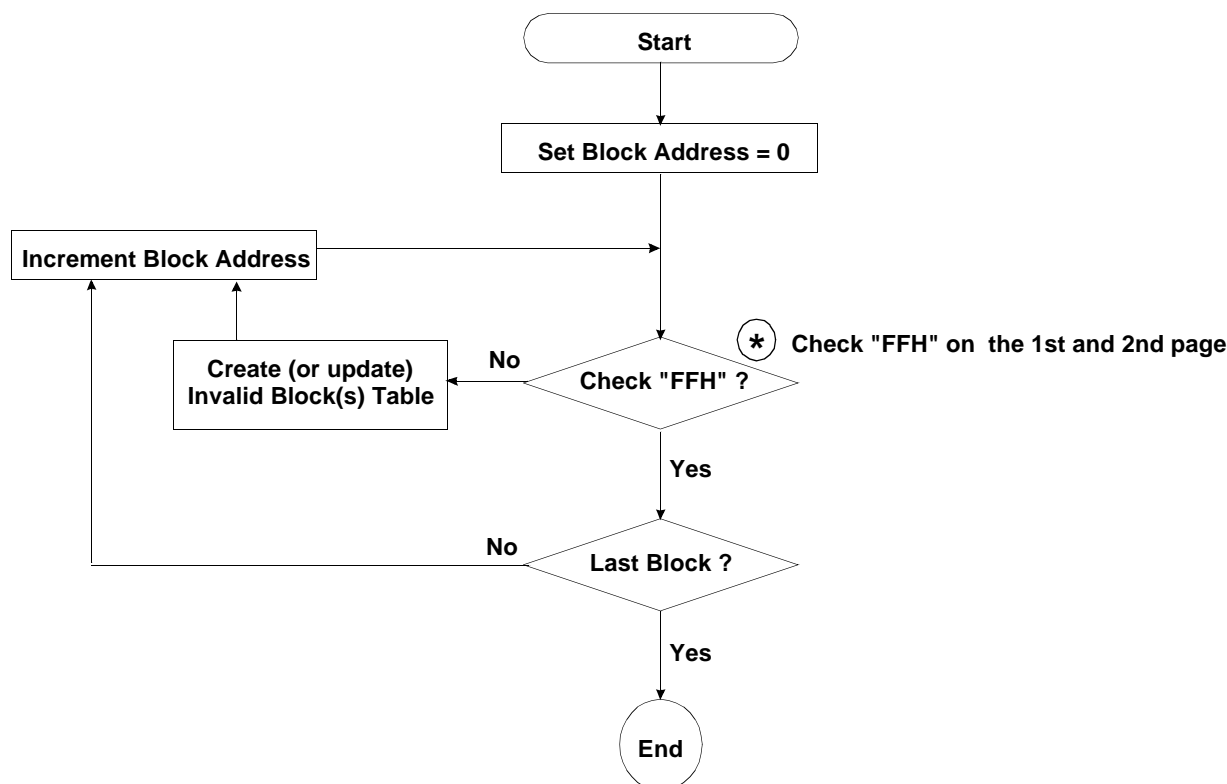 Start
Set Block Address = 0
Increment Block Address
* Check "FFH" on the 1st and 2nd page
No
Create (or update)
Invalid Block(s) Table
Check "FFH" ?
Yes
No
Last Block ?
Yes
End